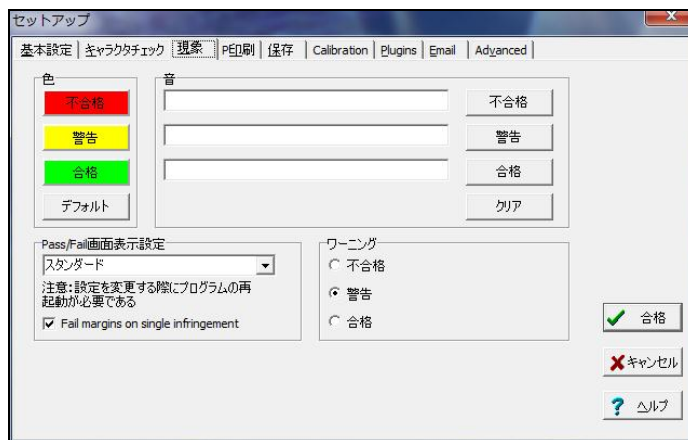 セットアップ
基本設定 キャラクタチェック 現象 PE印刷 保存 Calibration Plugins Email Advanced
色 音
不合格 不合格
警告 警告
合格 合格
デフォルト クリア
Pass/Fail画面表示設定 ワーニング
スタンダード 不合格
注意:設定を変更する際にプログラムの再
起動が必要である 警告
Fail margins on single infringement 合格
合格
キャンセル
ヘルプ